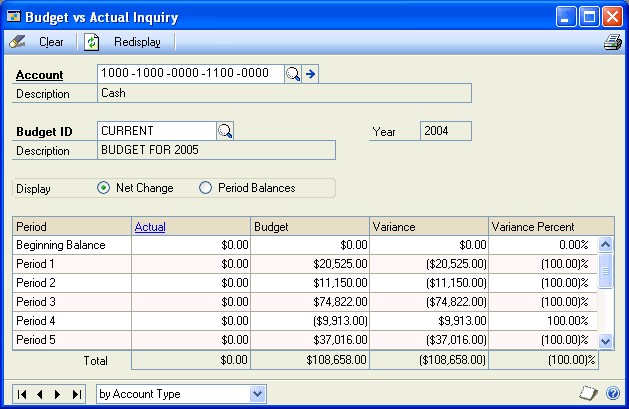 Budget vs Actual Inquiry
Clear Redisplay
Account 1000 -1000 -0000 -1100 -0000
Description Cash
Budget ID CURRENT Year 2004
Description BUDGET FOR 2005
Display Net Change Period Balances
Period Actual Budget Variance Variance Percent
Beginning Balance $0.00 $0.00 $0.00 0.00%
Period 1 $0.00 $20,525.00 ($20,525.00) (100.00)%
Period 2 $0.00 $11,150.00 ($11,150.00) (100.00)%
Period 3 $0.00 $74,822.00 ($74,822.00) (100.00)%
Period 4 $0.00 ($9,913.00) $9,913.00 100.00%
Period 5 $0.00 $37,016.00 ($37,016.00) (100.00)%
Total $0.00 $108,658.00 ($108,658.00) (100.00)%
by Account Type